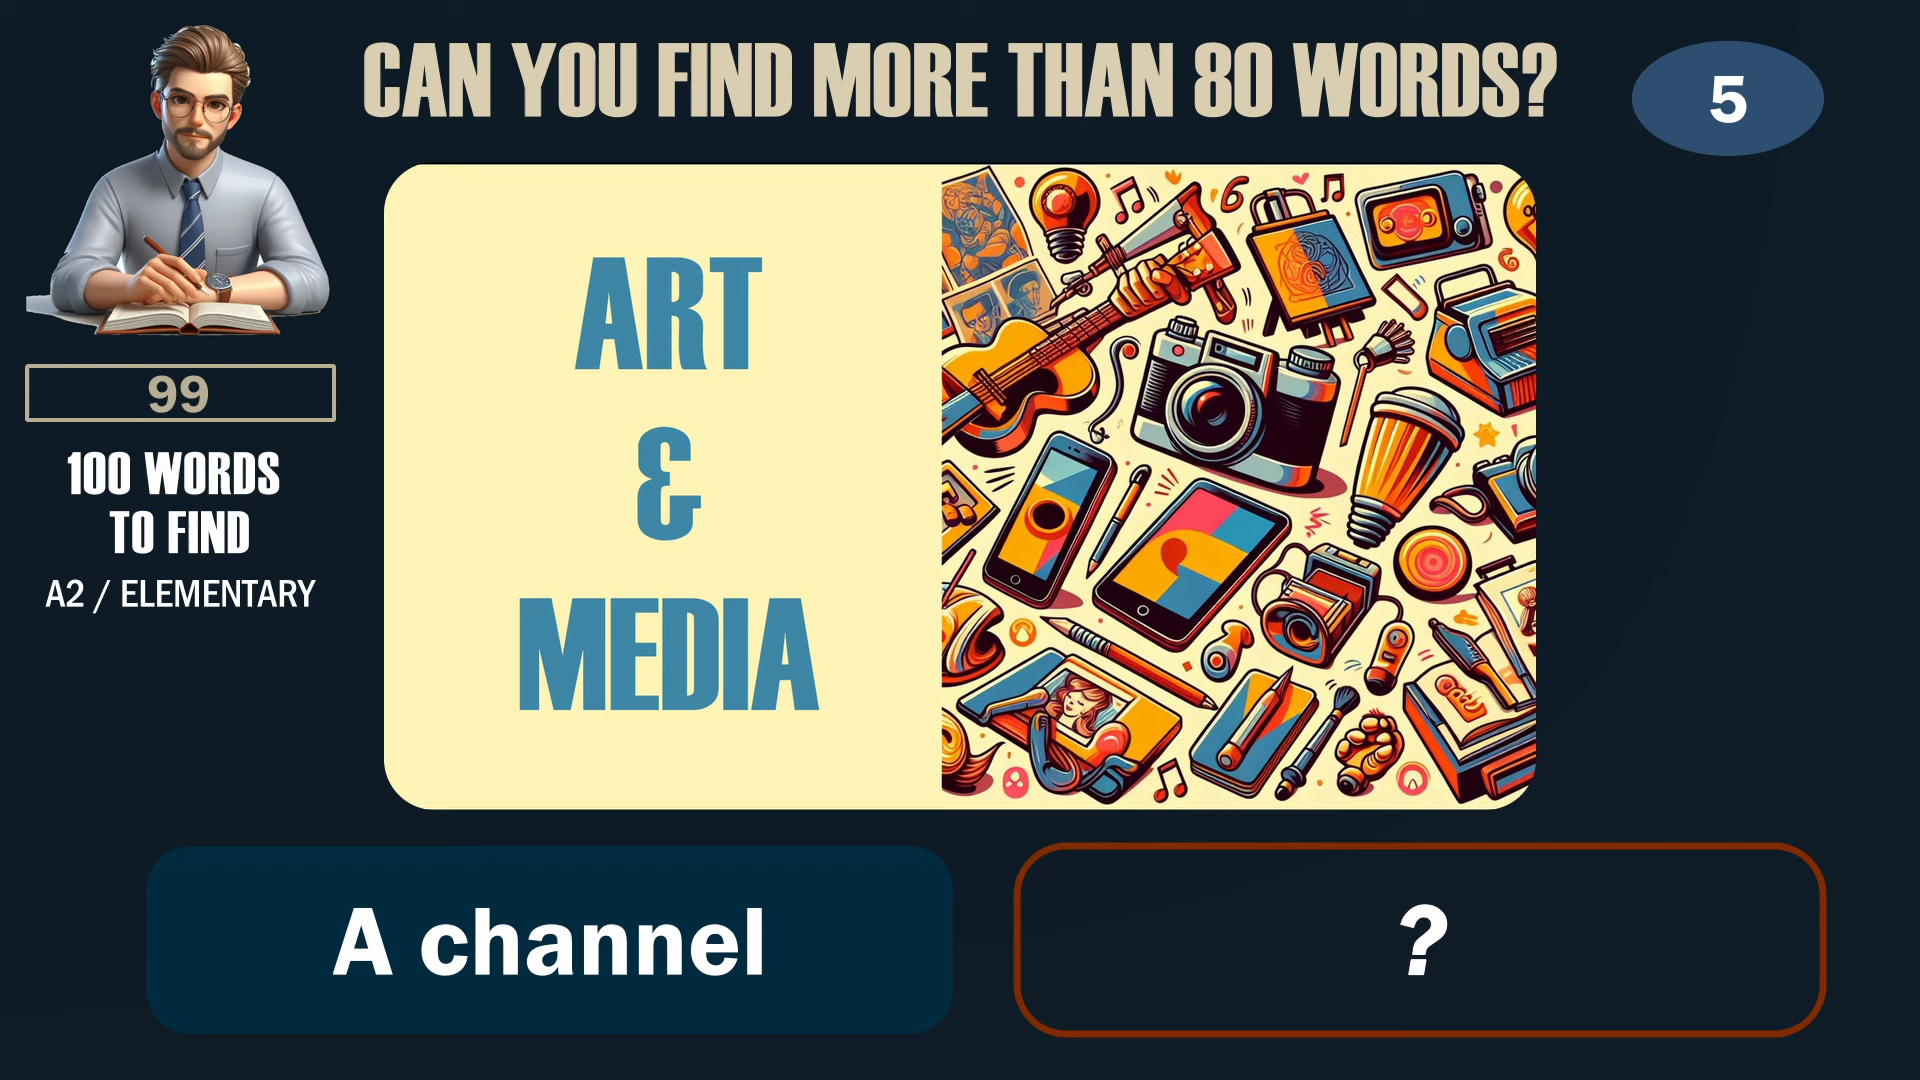 CAN YOU FIND MORE THAN 80 WORDS?
5
99
100 WORDS
TO FIND
A2 / ELEMENTARY
ART
&
MEDIA
A channel
?